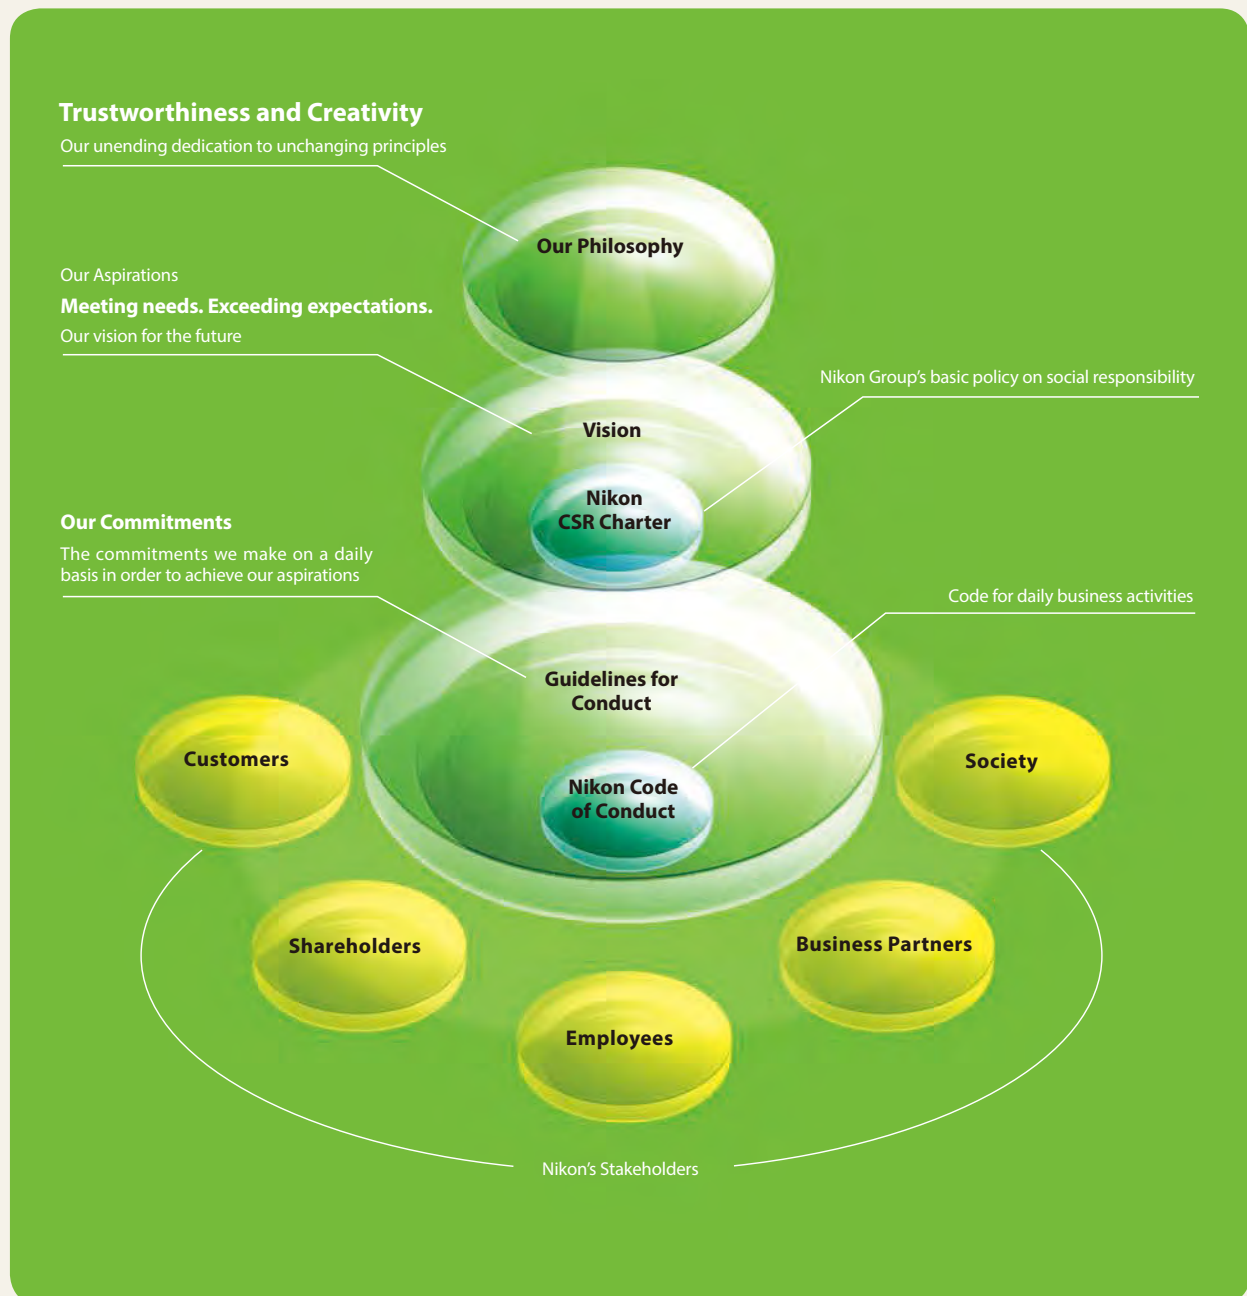 Trustworthiness and Creativity
Our unending dedication to unchanging principles
Our Philosophy
Our Aspirations
Meeting needs. Exceeding expectations.
Our vision for the future
Nikon Group's basic policy on social responsibility
Vision
Nikon
CSR Charter
Our Commitments
The commitments we make on a daily
basis in order to achieve our aspirations
Code for daily business activities
Guidelines for
Conduct
Nikon Code
of Conduct
Customers
Society
Shareholders
Business Partners
Employees
Nikon's Stakeholders